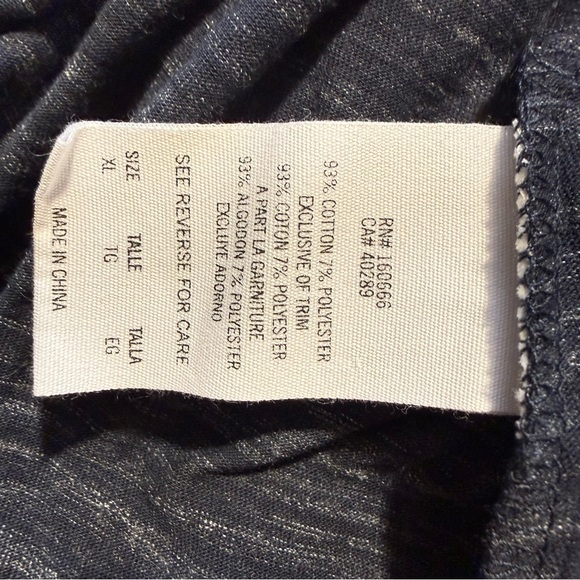 RN# 160666
CA# 40289
93% COTTON 7% POLYESTER
EXCLUSIVE OF TRIM
93% COTON 7% POLYESTER
A PART LA GARNITURE
93% ALGODON 7% POLYESTER
EXCLUYE ADORNO
SEE REVERSE FOR CARE
SIZE TALLE TALLA
XL TG EG
MADE IN CHINA